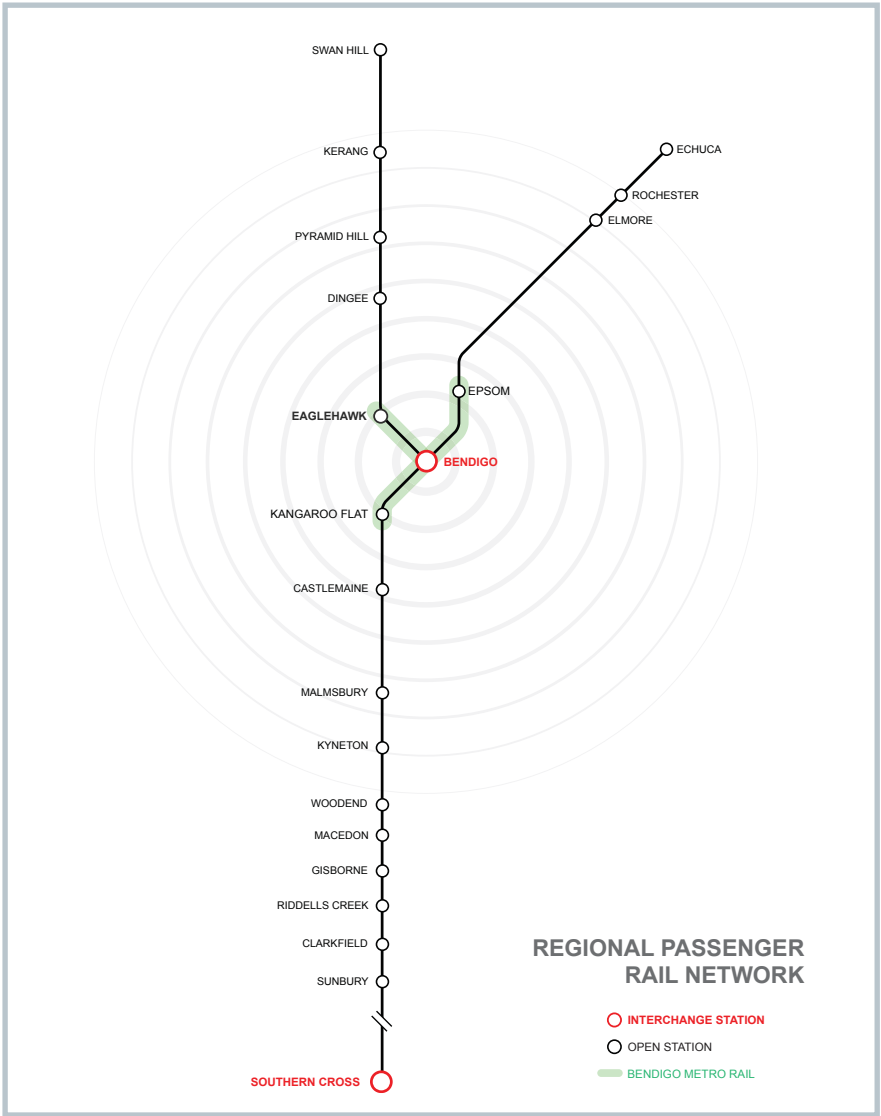 SWAN HILL
KERANG
ECHUCA
ROCHESTER
ELMORE
PYRAMID HILL
DINGEE
EPSOM
EAGLEHAWK
BENDIGO
KANGAROO FLAT
CASTLEMAINE
MALMSBURY
KYNETON
WOODEND
MACEDON
GISBORNE
RIDDELLS CREEK
CLARKFIELD
SUNBURY
SOUTHERN CROSS
REGIONAL PASSENGER
RAIL NETWORK
INTERCHANGE STATION
OPEN STATION
BENDIGO METRO RAIL